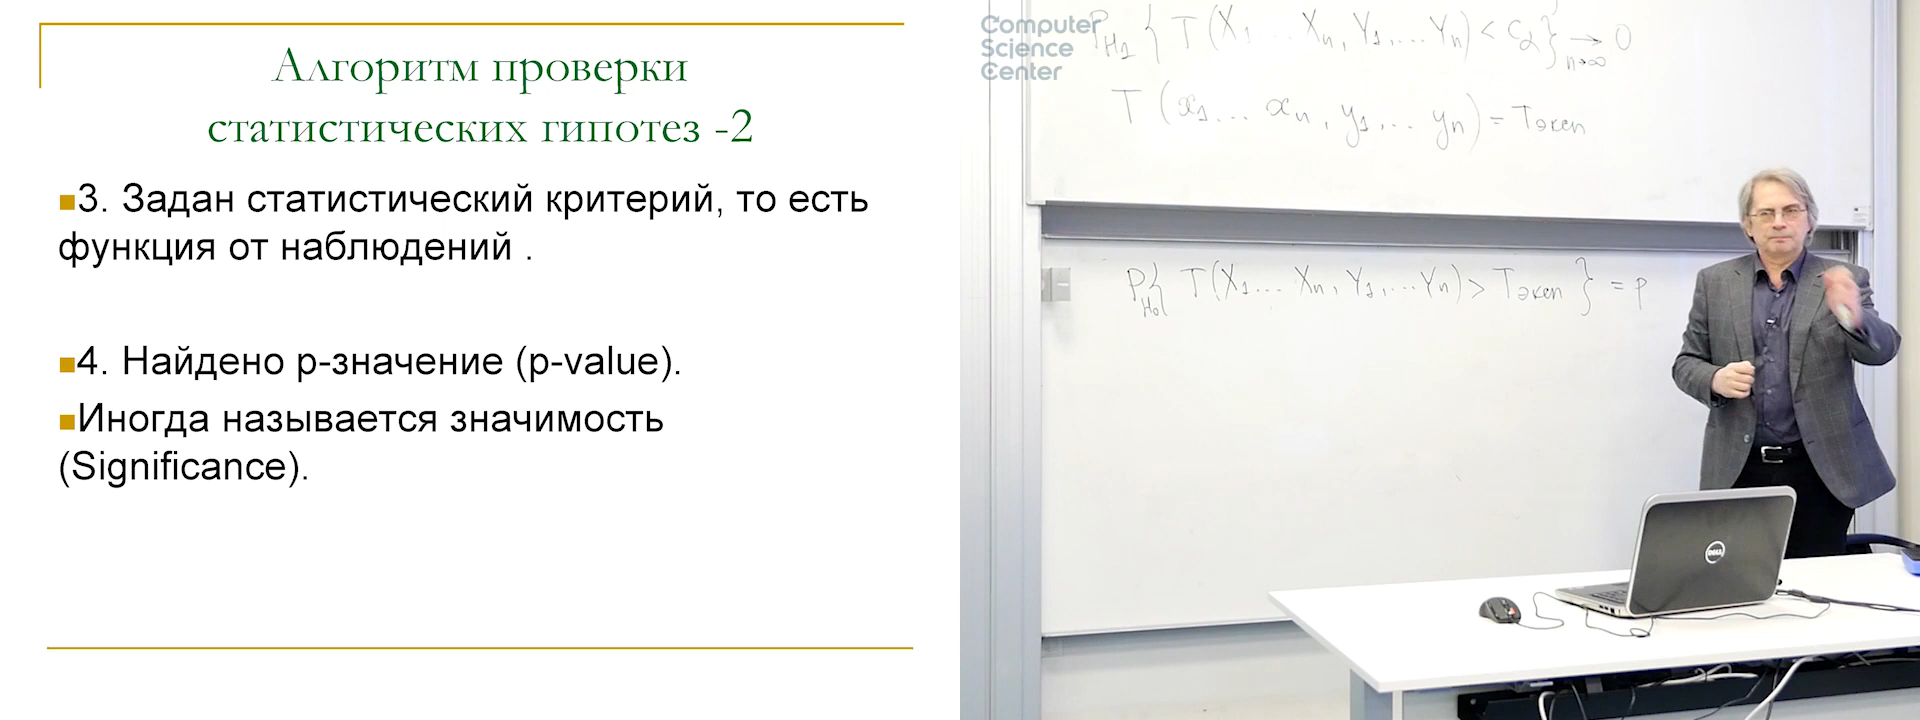 Алгоритм проверки
статистических гипотез -2
3. Задан статистический критерий, то есть
функция от наблюдений .
4. Найдено p-значение (p-value).
Иногда называется значимость
(Significance).
Computer
Science
Center
P_{H_1} { T(X_1 ... X_n, Y_1, ... Y_n) < C_α } → 0
n→∞
T (x_1 ... x_n, y_1, ... y_n) = T_{эксп}
P_{H_0} { T(X_1 ... X_n, Y_1, ... Y_n) > T_{эксп} } = p
DELL